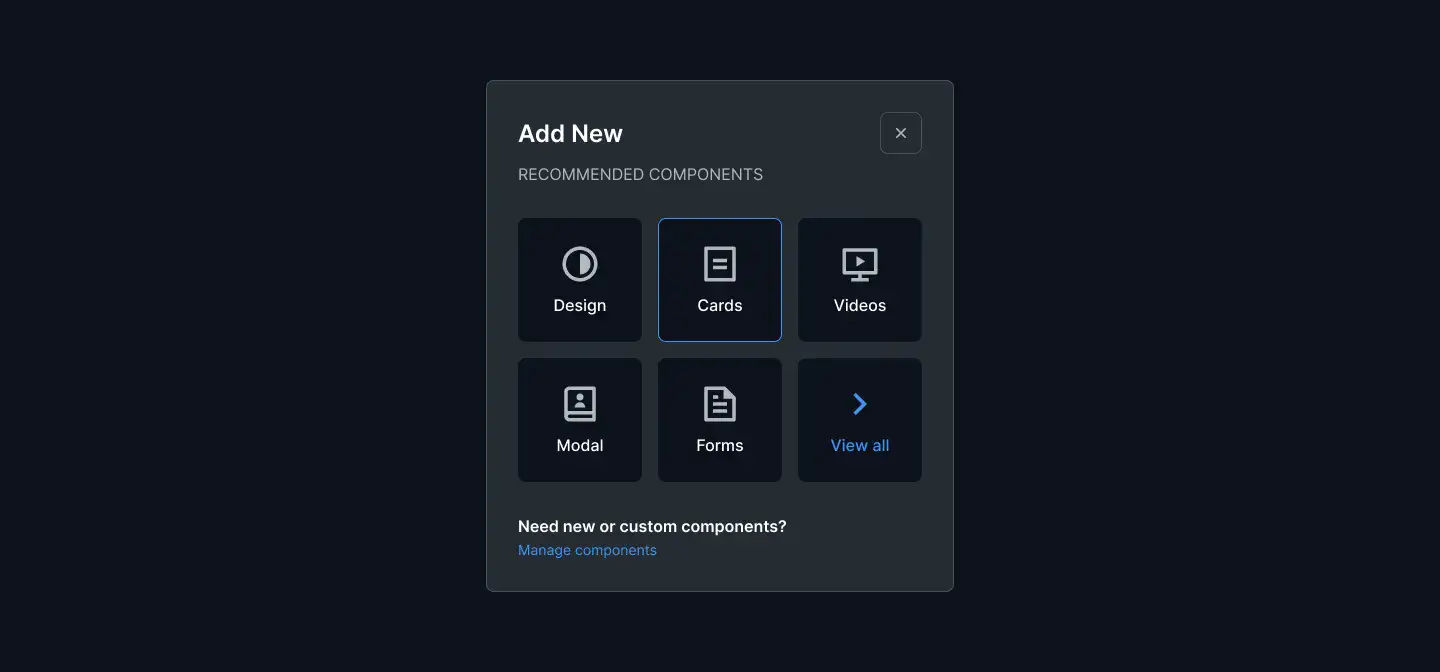 Add New
RECOMMENDED COMPONENTS
Design
Cards
Videos
Modal
Forms
View all
Need new or custom components?
Manage components